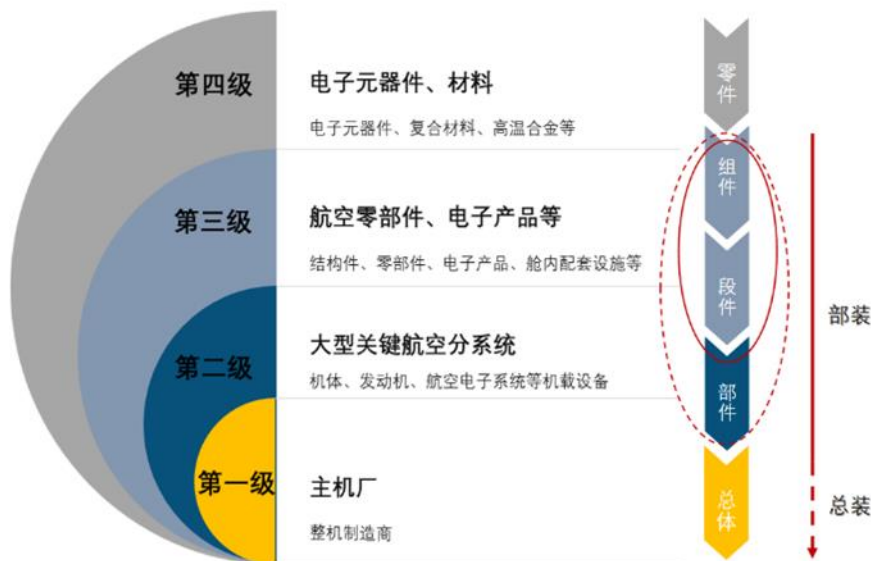 第四级
电子元器件、材料
电子元器件、复合材料、高温合金等
零件
组件
第三级
航空零部件、电子产品等
结构件、零部件、电子产品、舱内配套设施等
段件
部装
第二级
大型关键航空分系统
机体、发动机、航空电子系统等机载设备
部件
第一级
主机厂
整机制造商
总体
总装